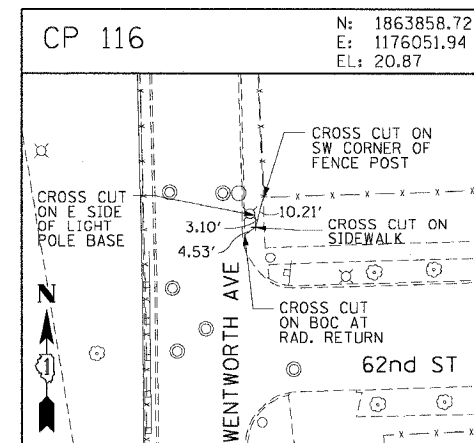 CP 116
N: 1863858.72
E: 1176051.94
EL: 20.87
CROSS CUT ON
SW CORNER OF
FENCE POST
CROSS CUT
ON E SIDE
OF LIGHT
POLE BASE
10.21'
3.10'
4.53'
CROSS CUT ON
SIDEWALK
CROSS CUT
ON BOC AT
RAD. RETURN
N
1
WENTWORTH AVE
62nd ST